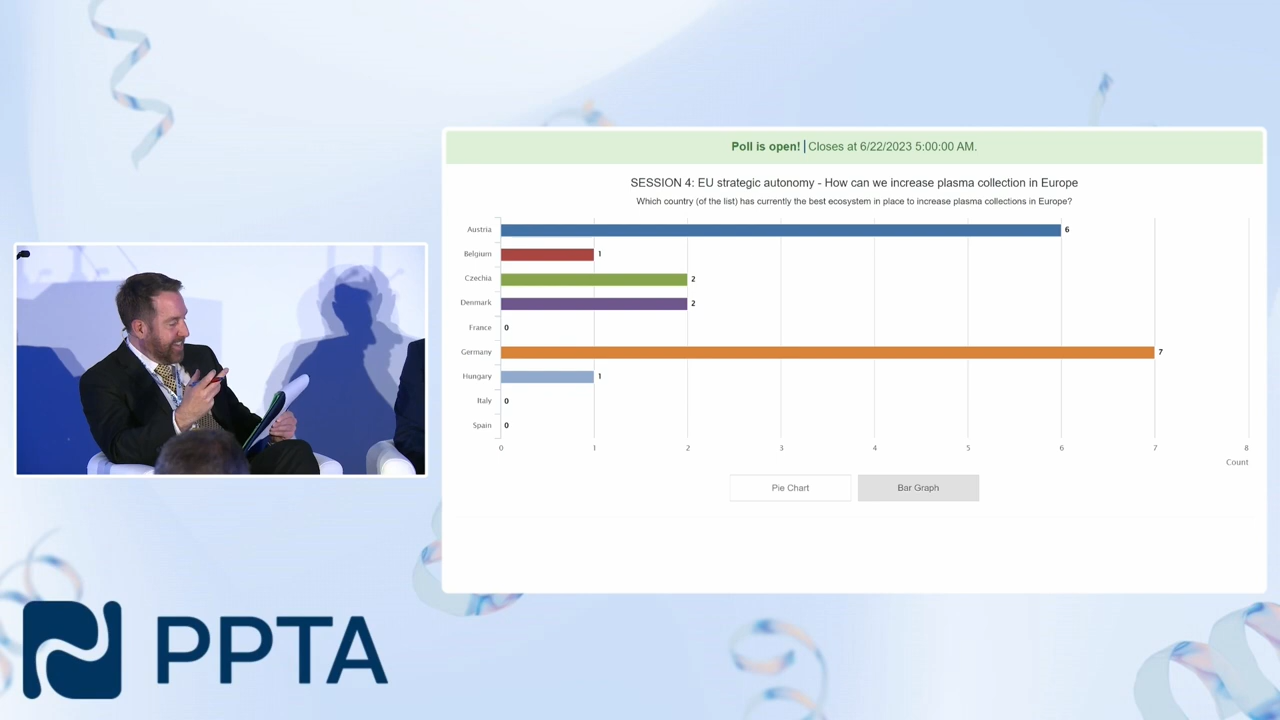 Poll is open! | Closes at 6/22/2023 5:00:00 AM.
SESSION 4: EU strategic autonomy - How can we increase plasma collection in Europe
Which country (of the list) has currently the best ecosystem in place to increase plasma collections in Europe?
Austria 6
Belgium 1
Czechia 2
Denmark 2
France 0
Germany 7
Hungary 1
Italy 0
Spain 0
0 1 2 3 4 5 6 7 8
Count
Pie Chart Bar Graph
PPTA